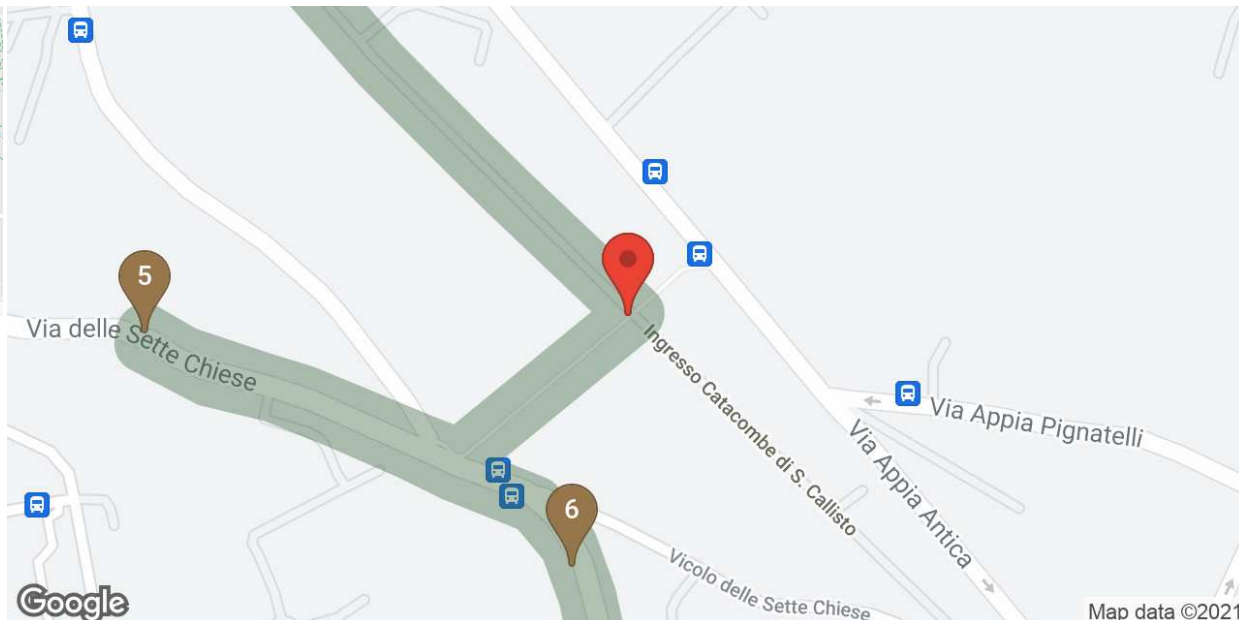 5
Via delle Sette Chiese
Ingresso Catacombe di S. Callisto
Via Appia Pignatelli
Via Appia Antica
6
Vicolo delle Sette Chiese
Google
Map data ©2021